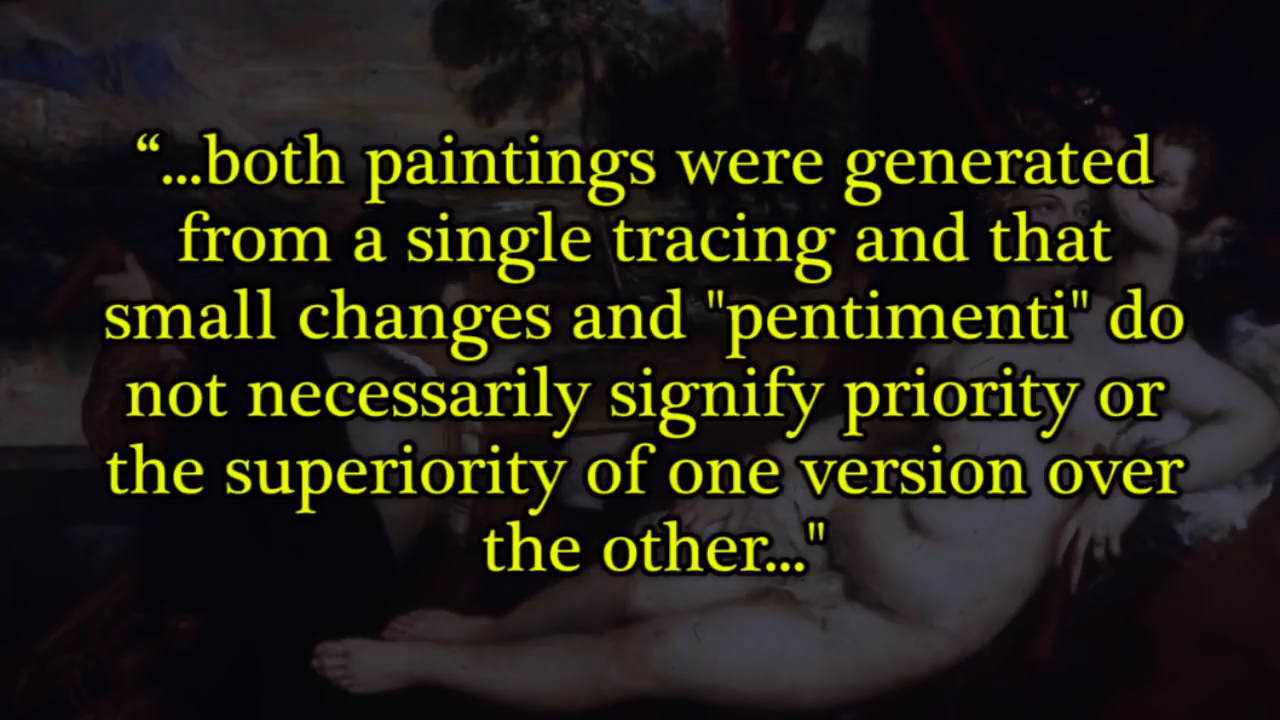 “...both paintings were generated
from a single tracing and that
small changes and "pentimenti" do
not necessarily signify priority or
the superiority of one version over
the other..."